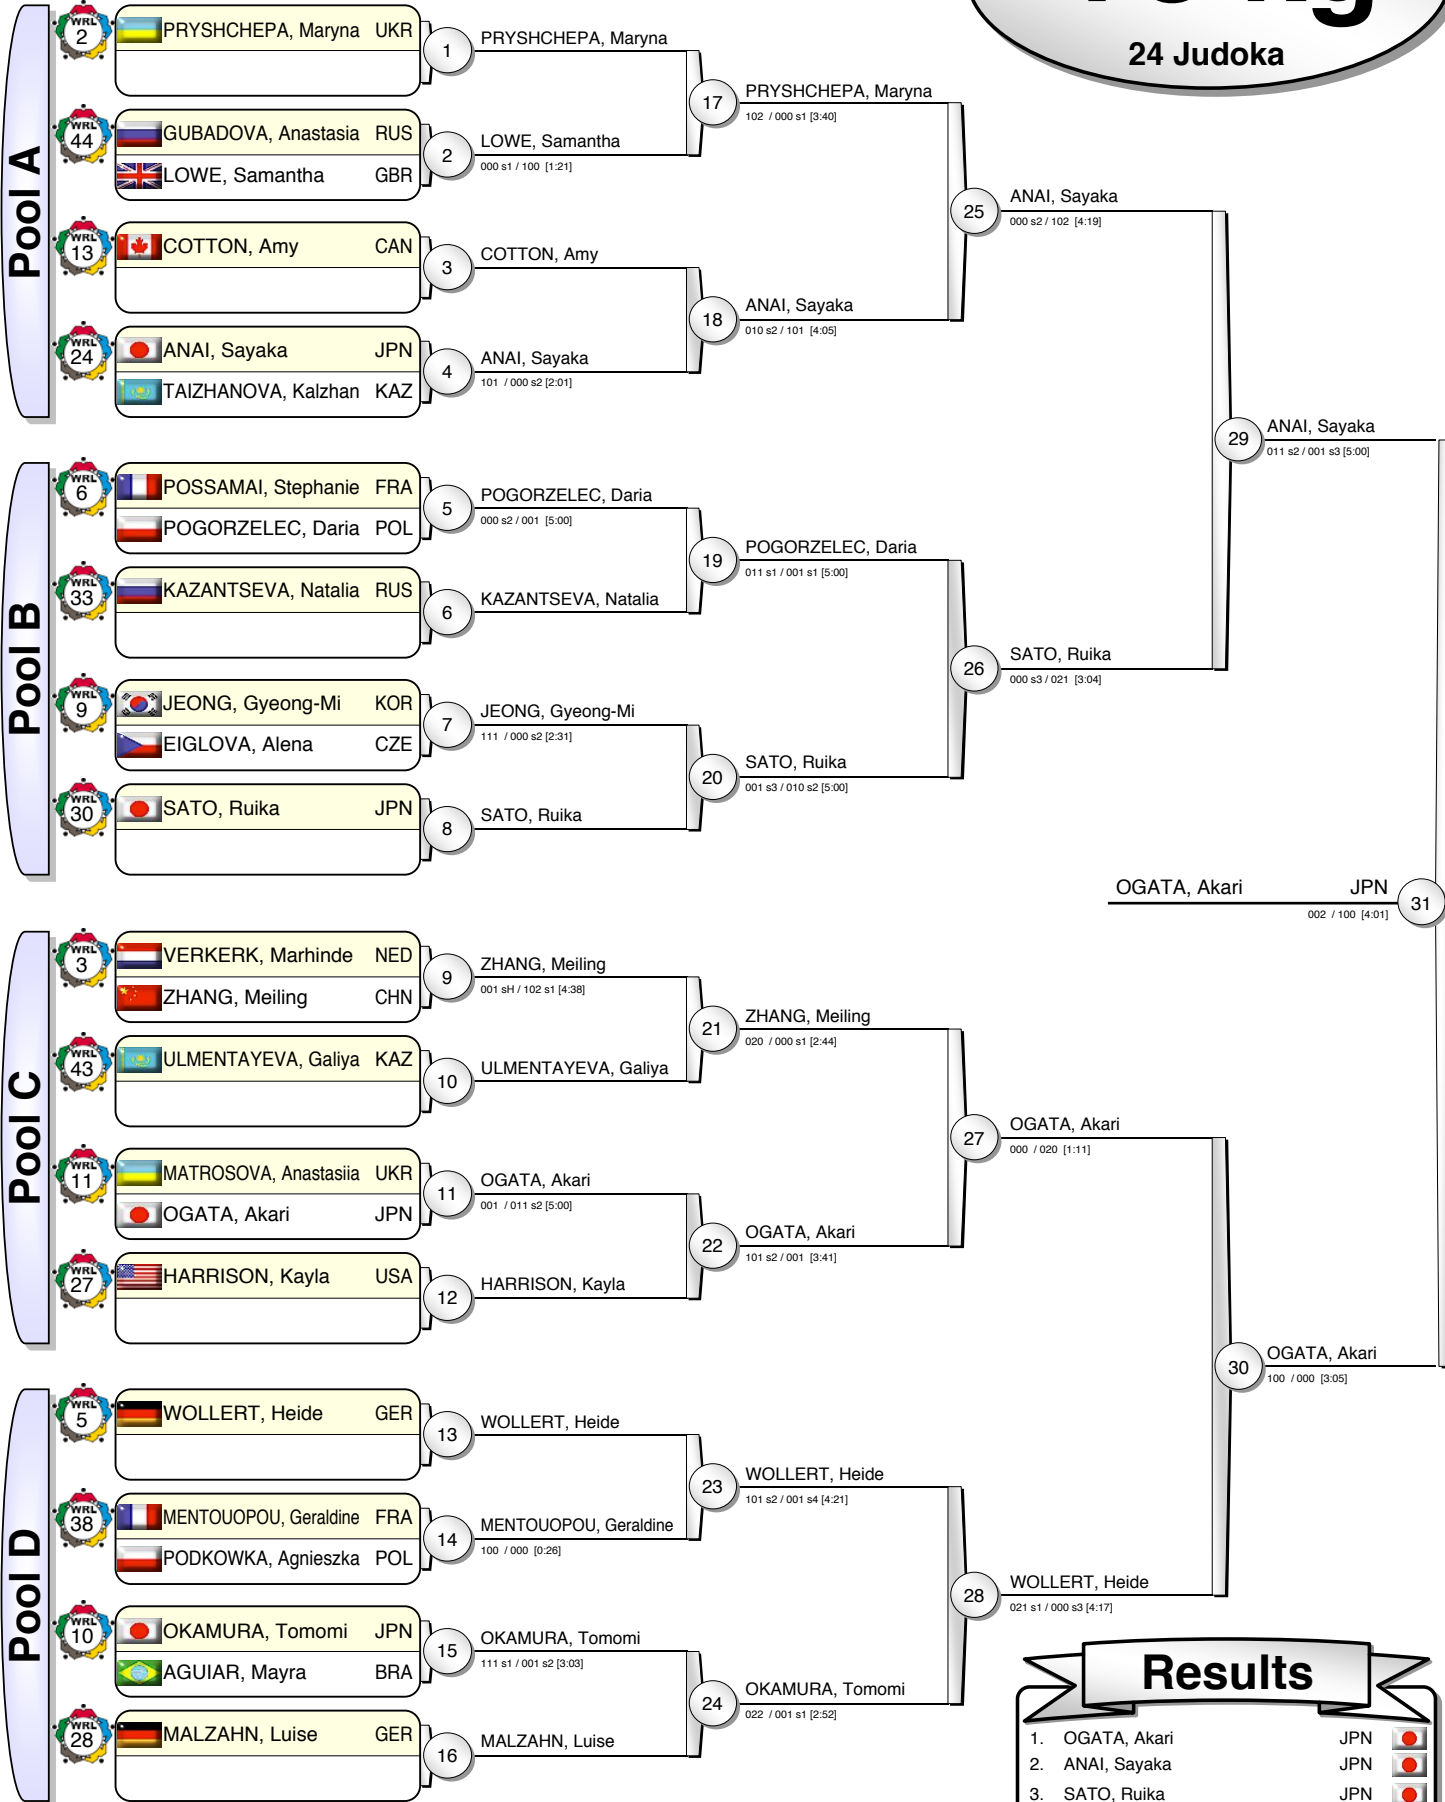 24 Judoka
Pool A
WRL 2
PRYSHCHEPA, Maryna UKR
WRL 44
GUBADOVA, Anastasia RUS
LOWE, Samantha GBR
WRL 13
COTTON, Amy CAN
WRL 24
ANAI, Sayaka JPN
TAIZHANOVA, Kalzhan KAZ
1
PRYSHCHEPA, Maryna
2
LOWE, Samantha
000 s1 / 100 [1:21]
3
COTTON, Amy
4
ANAI, Sayaka
101 / 000 s2 [2:01]
17
PRYSHCHEPA, Maryna
102 / 000 s1 [3:40]
18
ANAI, Sayaka
010 s2 / 101 [4:05]
25
ANAI, Sayaka
000 s2 / 102 [4:19]
Pool B
WRL 6
POSSAMAI, Stephanie FRA
POGORZELEC, Daria POL
WRL 33
KAZANTSEVA, Natalia RUS
WRL 9
JEONG, Gyeong-Mi KOR
EIGLOVA, Alena CZE
WRL 30
SATO, Ruika JPN
5
POGORZELEC, Daria
000 s2 / 001 [5:00]
6
KAZANTSEVA, Natalia
7
JEONG, Gyeong-Mi
111 / 000 s2 [2:31]
8
SATO, Ruika
19
POGORZELEC, Daria
011 s1 / 001 s1 [5:00]
20
SATO, Ruika
001 s3 / 010 s2 [5:00]
26
SATO, Ruika
000 s3 / 021 [3:04]
29
ANAI, Sayaka
011 s2 / 001 s3 [5:00]
OGATA, Akari JPN
002 / 100 [4:01]
31
Pool C
WRL 3
VERKERK, Marhinde NED
ZHANG, Meiling CHN
WRL 43
ULMENTAYEVA, Galiya KAZ
WRL 11
MATROSOVA, Anastasiia UKR
OGATA, Akari JPN
WRL 27
HARRISON, Kayla USA
9
ZHANG, Meiling
001 sH / 102 s1 [4:38]
10
ULMENTAYEVA, Galiya
11
OGATA, Akari
001 / 011 s2 [5:00]
12
HARRISON, Kayla
21
ZHANG, Meiling
020 / 000 s1 [2:44]
22
OGATA, Akari
101 s2 / 001 [3:41]
27
OGATA, Akari
000 / 020 [1:11]
Pool D
WRL 5
WOLLERT, Heide GER
WRL 38
MENTOUOPOU, Geraldine FRA
PODKOWKA, Agnieszka POL
WRL 10
OKAMURA, Tomomi JPN
AGUIAR, Mayra BRA
WRL 28
MALZAHN, Luise GER
13
WOLLERT, Heide
14
MENTOUOPOU, Geraldine
100 / 000 [0:26]
15
OKAMURA, Tomomi
111 s1 / 001 s2 [3:03]
16
MALZAHN, Luise
23
WOLLERT, Heide
101 s2 / 001 s4 [4:21]
24
OKAMURA, Tomomi
022 / 001 s1 [2:52]
28
WOLLERT, Heide
021 s1 / 000 s3 [4:17]
30
OGATA, Akari
100 / 000 [3:05]
Results
1. OGATA, Akari JPN
2. ANAI, Sayaka JPN
3. SATO, Ruika JPN